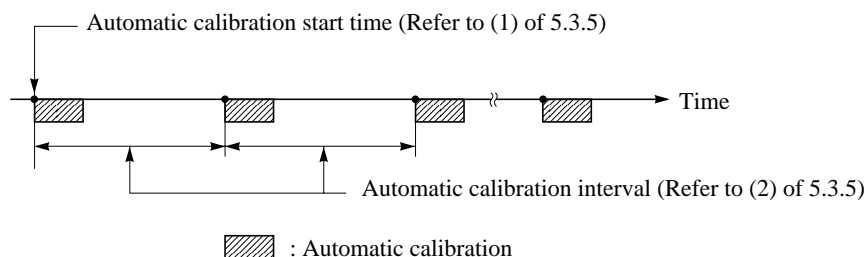 Automatic calibration start time (Refer to (1) of 5.3.5)
Time
Automatic calibration interval (Refer to (2) of 5.3.5)
: Automatic calibration